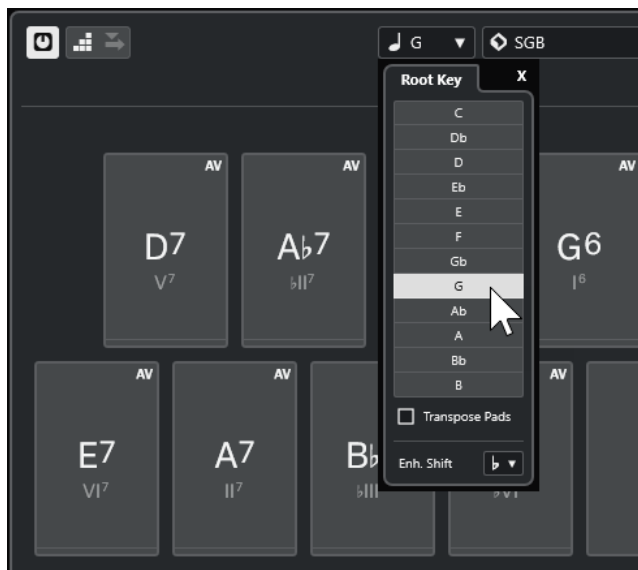 G
SGB
Root Key
X
C
Db
D
Eb
E
F
Gb
G
Ab
A
Bb
B
Transpose Pads
Enh. Shift ♭
AV
D7
V7
AV
A♭7
♭II7
AV
G6
I6
AV
E7
VI7
AV
A7
II7
B♭
♭III
AV
♭VI